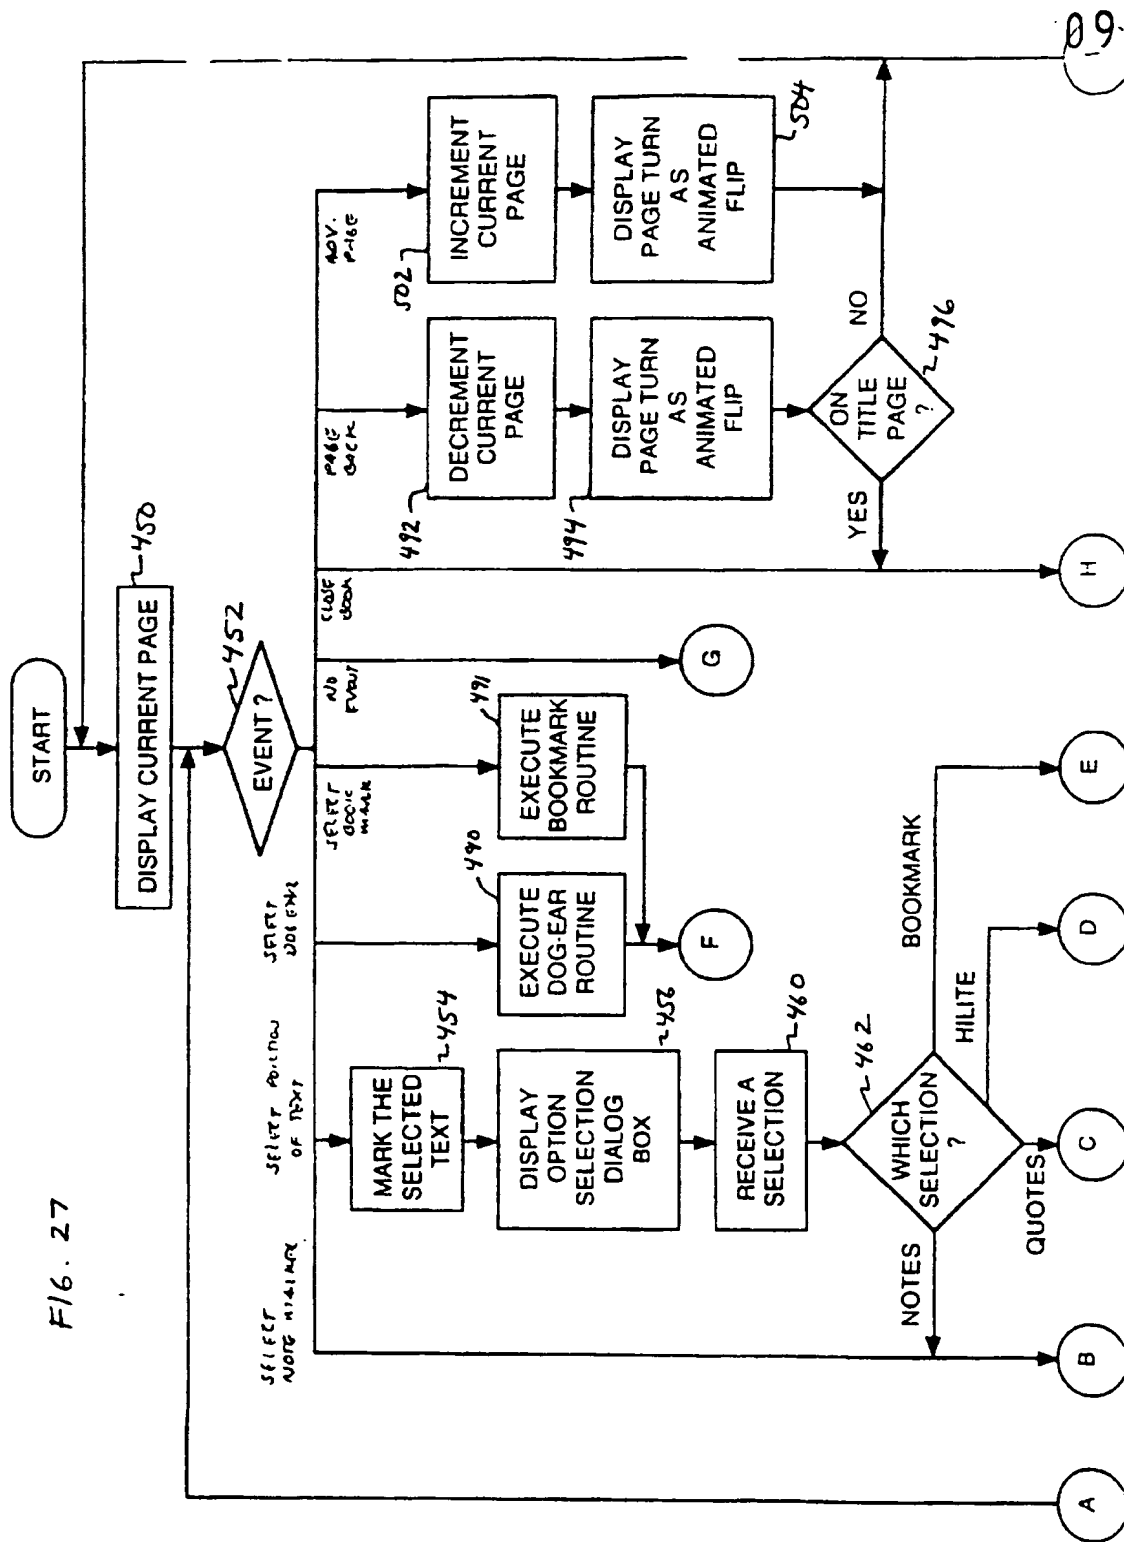 FIG. 27
START
DISPLAY CURRENT PAGE
450
EVENT ?
452
SELECT
NOTE
SELECT PORTION
OF TEXT
SELECT
DOG EAR
SELECT
BOOK
MARK
NO
EVENT
CLOSE
BOOK
PAGE
BACK
ADV.
PAGE
MARK THE
SELECTED
TEXT
454
DISPLAY
OPTION
SELECTION
DIALOG
BOX
456
RECEIVE A
SELECTION
460
WHICH
SELECTION
?
462
NOTES
QUOTES
HILITE
BOOKMARK
EXECUTE
DOG-EAR
ROUTINE
490
EXECUTE
BOOKMARK
ROUTINE
491
DECREMENT
CURRENT
PAGE
492
DISPLAY
PAGE TURN
AS
ANIMATED
FLIP
494
ON
TITLE
PAGE
?
496
YES
NO
INCREMENT
CURRENT
PAGE
502
DISPLAY
PAGE TURN
AS
ANIMATED
FLIP
504
A
B
C
D
E
F
G
H
09